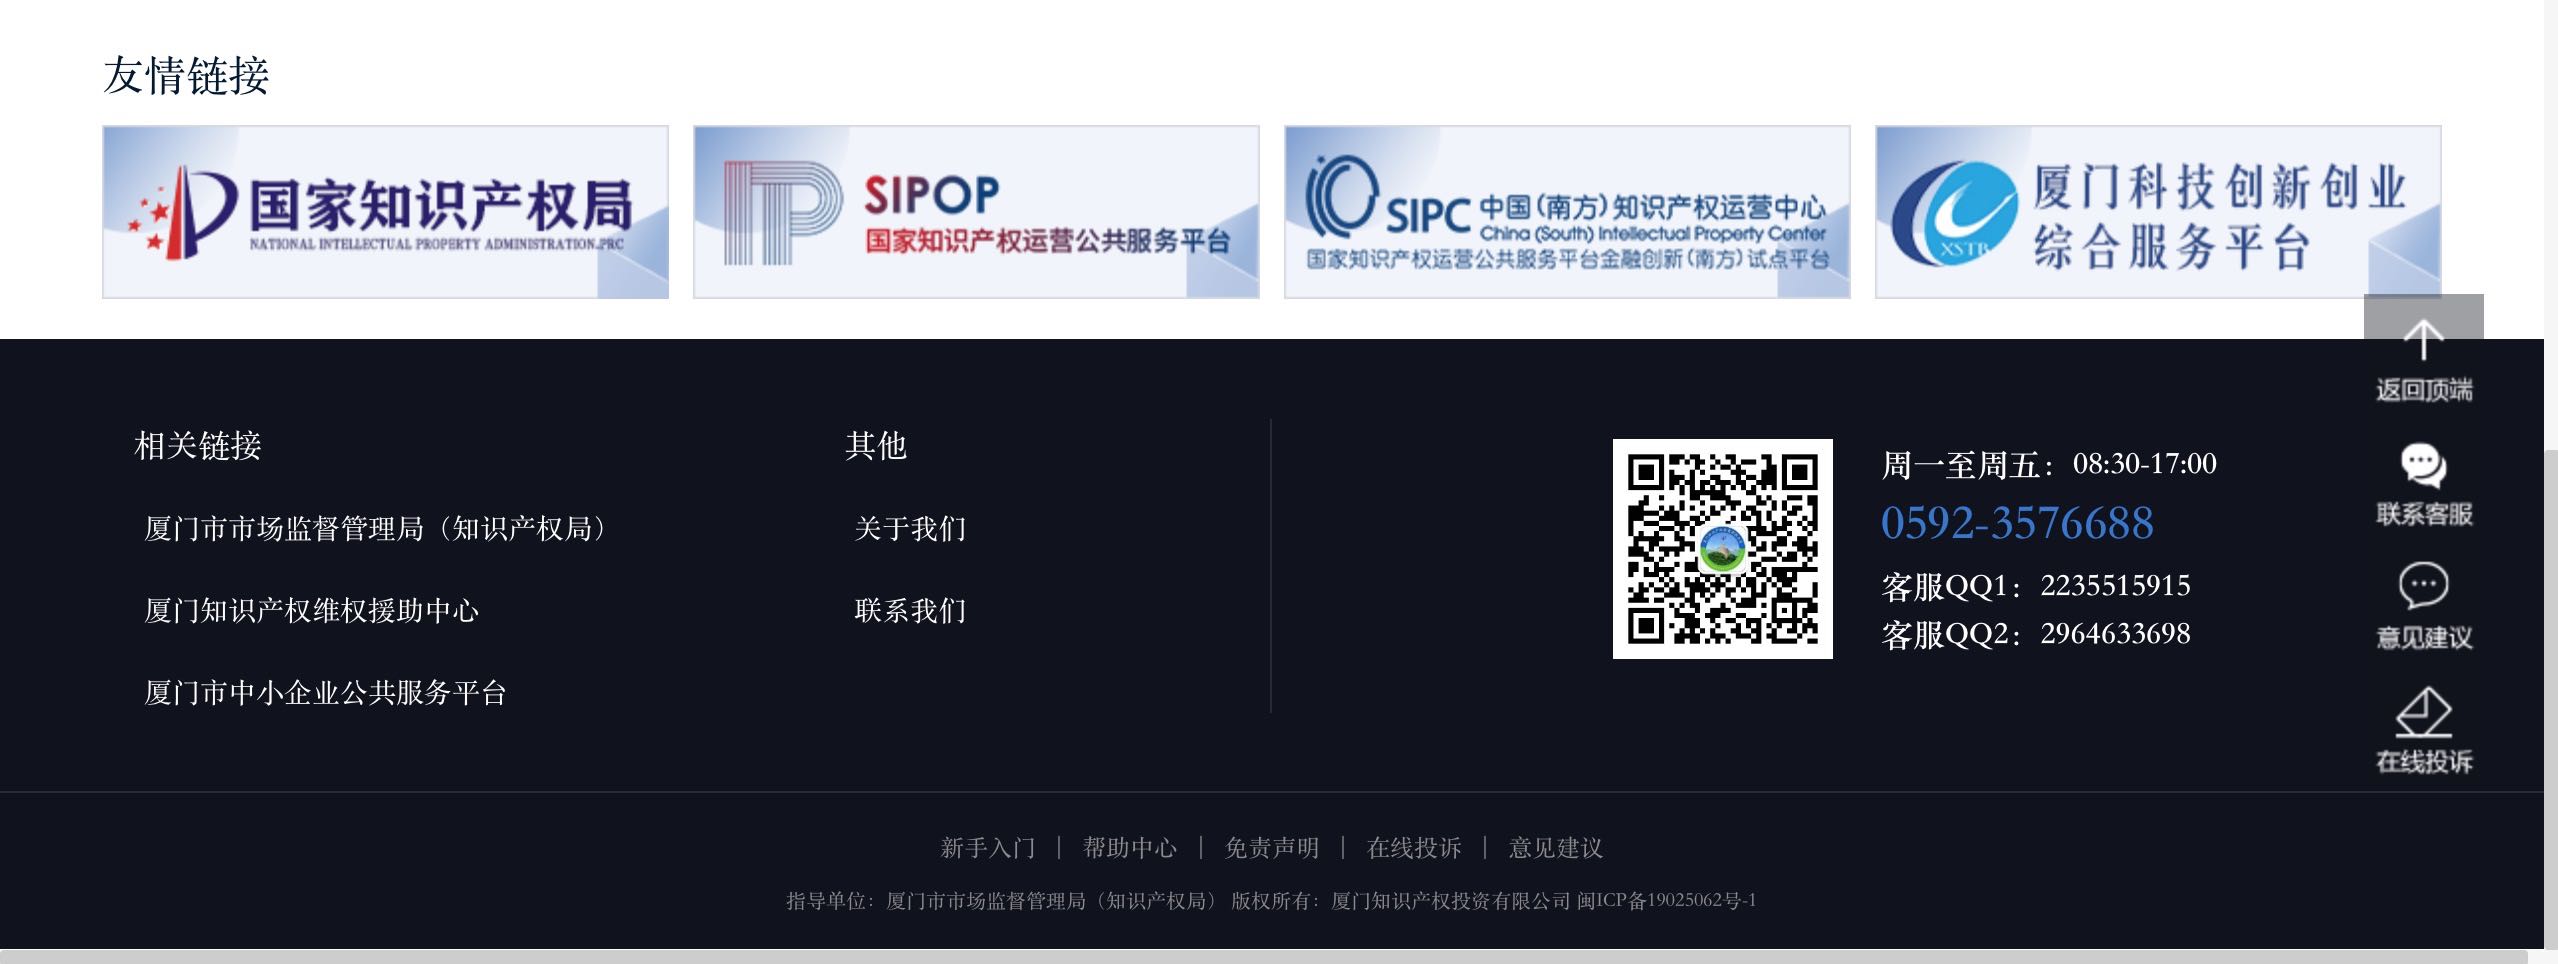 友情链接
国家知识产权局
NATIONAL INTELLECTUAL PROPERTY ADMINISTRATION,PRC
SIPOP
国家知识产权运营公共服务平台
SIPC 中国(南方)知识产权运营中心
China (South) Intellectual Property Center
国家知识产权运营公共服务平台金融创新(南方)试点平台
XSTB
厦门科技创新创业
综合服务平台
返回顶端
联系客服
意见建议
在线投诉
相关链接
厦门市市场监督管理局（知识产权局）
厦门知识产权维权援助中心
厦门市中小企业公共服务平台
其他
关于我们
联系我们
周一至周五：08:30-17:00
0592-3576688
客服QQ1：2235515915
客服QQ2：2964633698
新手入门 | 帮助中心 | 免责声明 | 在线投诉 | 意见建议
指导单位：厦门市市场监督管理局（知识产权局） 版权所有：厦门知识产权投资有限公司 闽ICP备19025062号-1